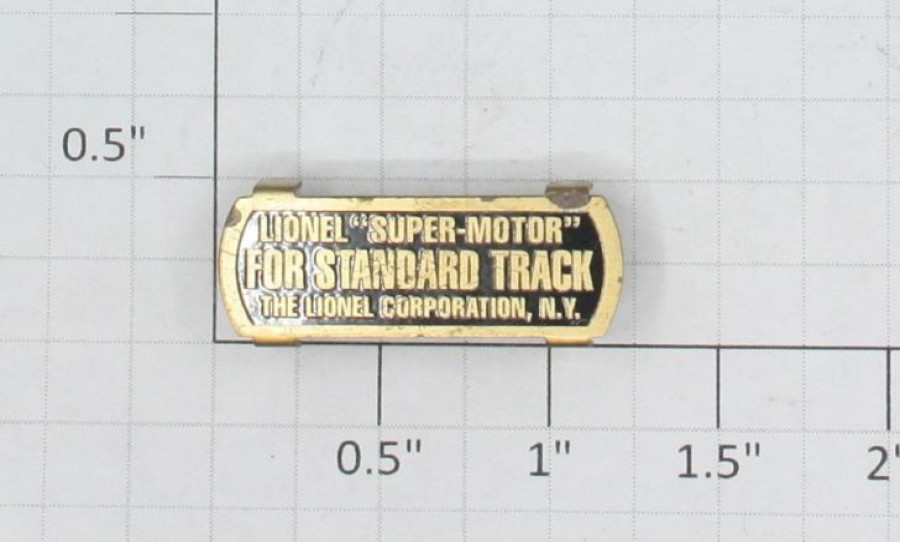 0.5"
LIONEL “SUPER-MOTOR”
FOR STANDARD TRACK
THE LIONEL CORPORATION, N.Y.
0.5" 1" 1.5" 2"